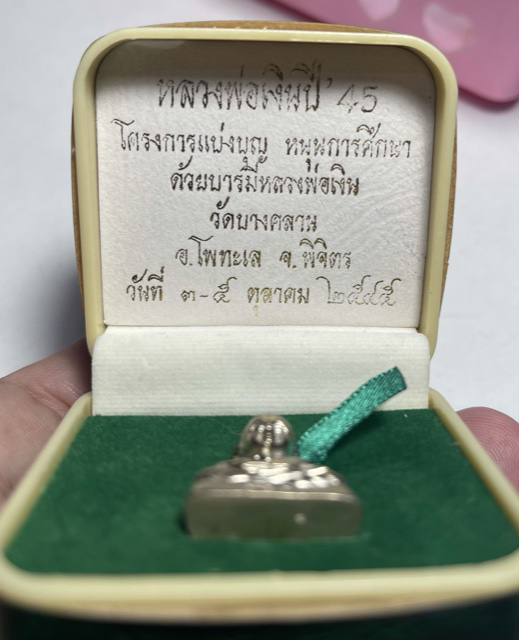 หลวงพ่อเงินปี'45
โครงการแบ่งบุญ หนุนการศึกษา
ด้วยบารมีหลวงพ่อเงิน
วัดบางคลาน
อ.โพทะเล จ.พิจิตร
วันที่ ๓-๕ ตุลาคม ๒๕๔๕